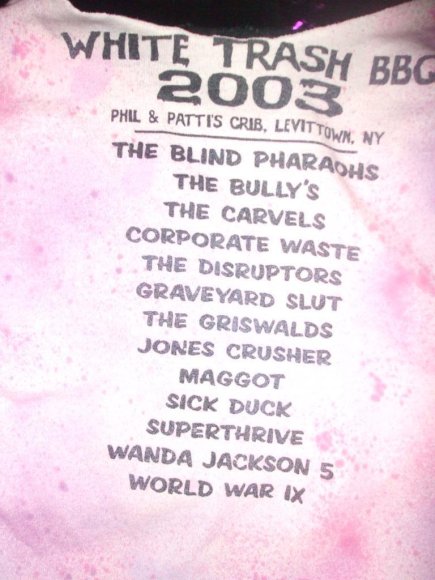 WHITE TRASH BBQ
2003
PHIL & PATTI'S CRIB, LEVITTOWN, NY
THE BLIND PHARAOHS
THE BULLY'S
THE CARVELS
CORPORATE WASTE
THE DISRUPTORS
GRAVEYARD SLUT
THE GRISWALDS
JONES CRUSHER
MAGGOT
SICK DUCK
SUPERTHRIVE
WANDA JACKSON 5
WORLD WAR IX